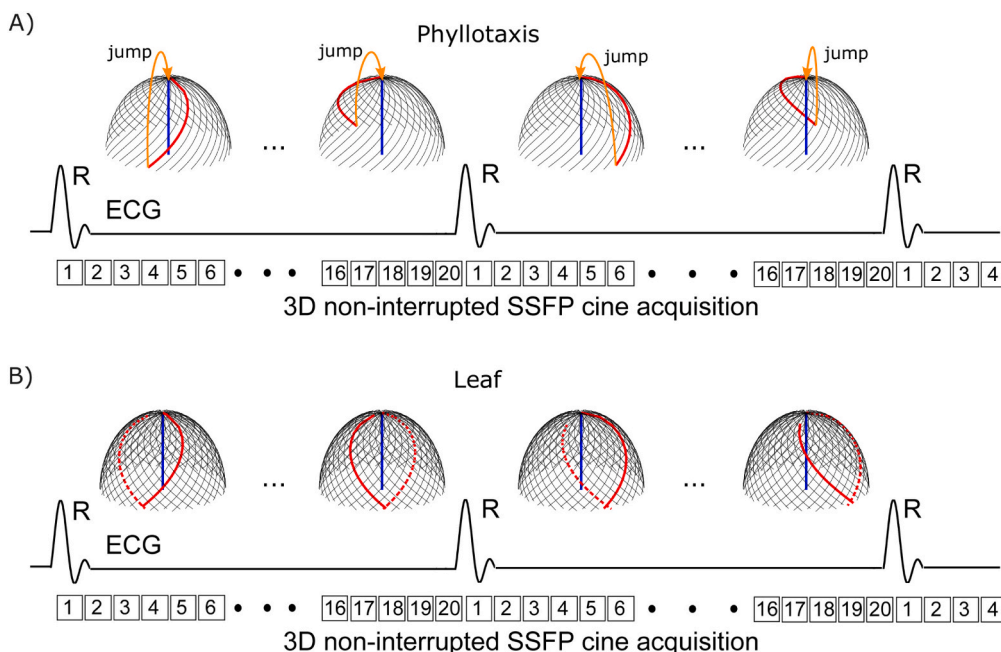 A)
Phyllotaxis
jump jump jump jump
... ...
R R R
ECG
1 2 3 4 5 6 • • • 16 17 18 19 20 1 2 3 4 5 6 • • • 16 17 18 19 20 1 2 3 4
3D non-interrupted SSFP cine acquisition
B)
Leaf
... ...
R R R
ECG
1 2 3 4 5 6 • • • 16 17 18 19 20 1 2 3 4 5 6 • • • 16 17 18 19 20 1 2 3 4
3D non-interrupted SSFP cine acquisition